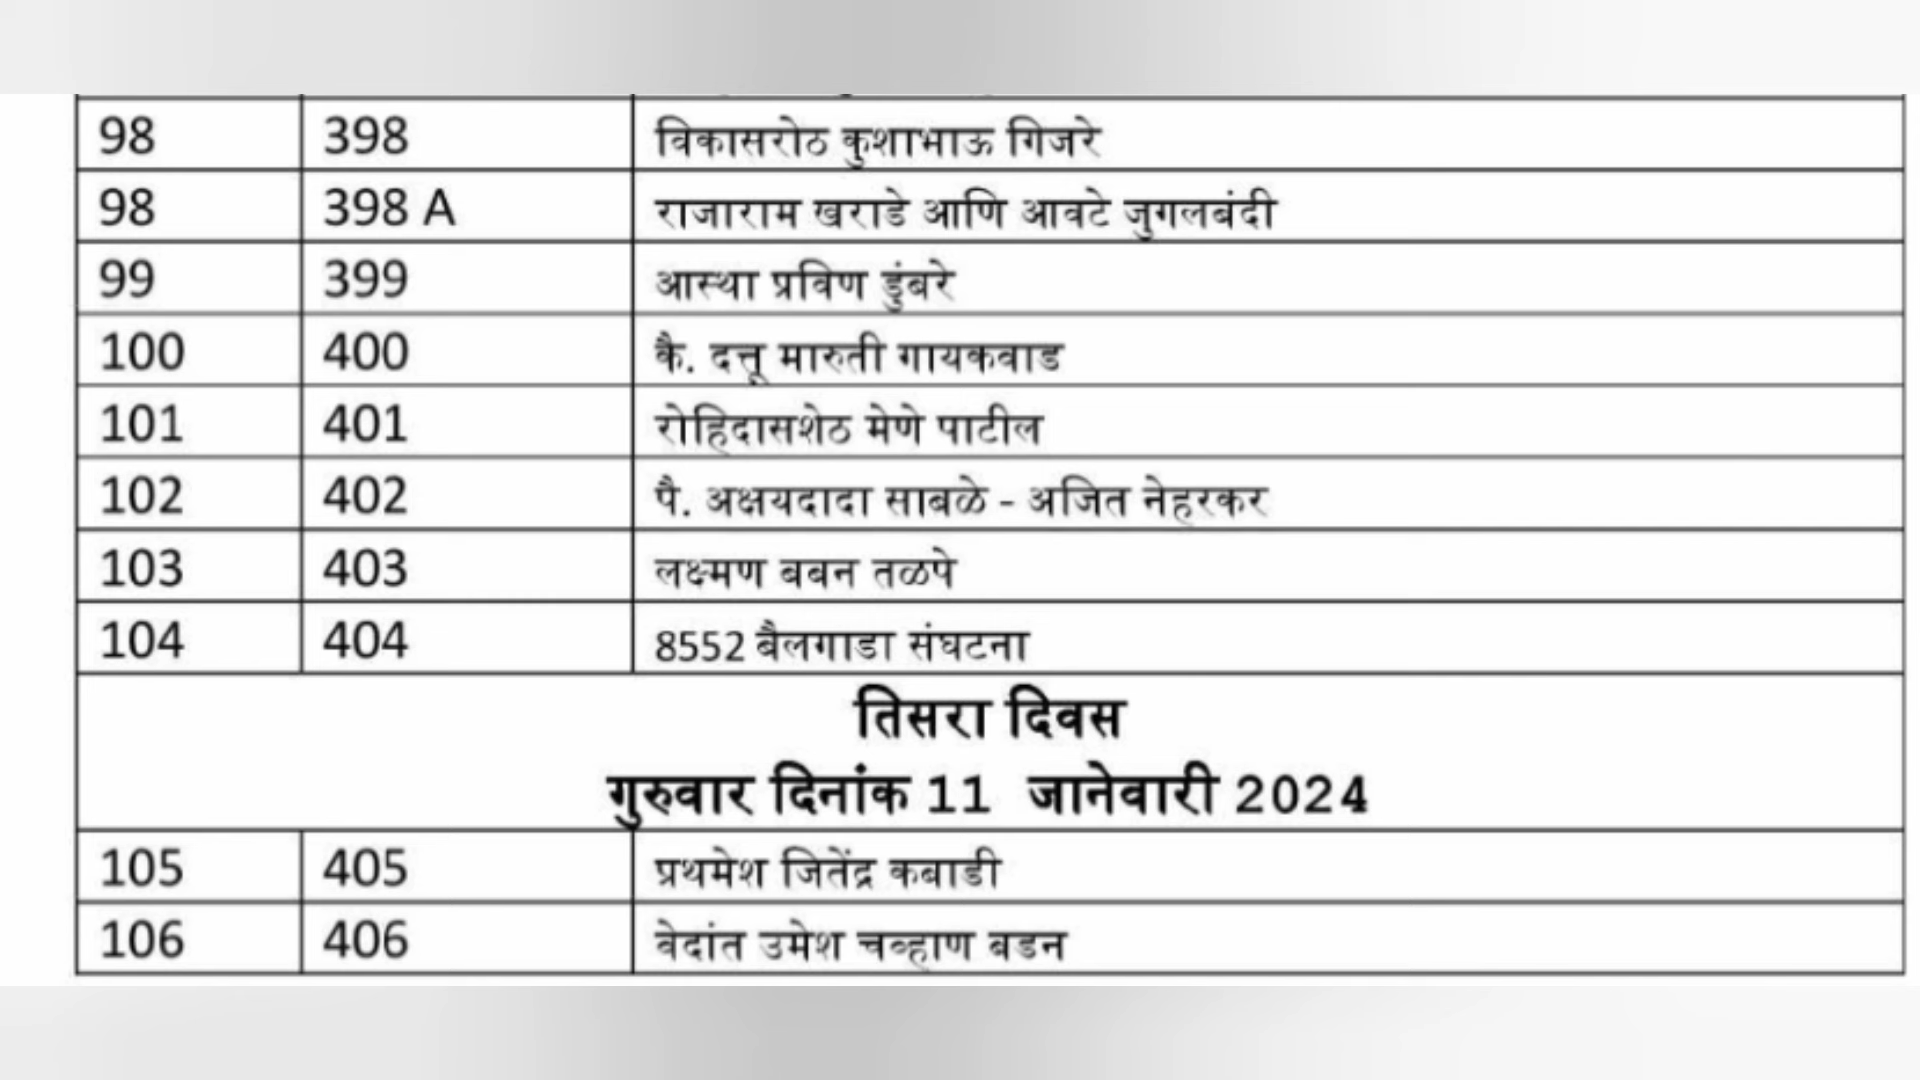 98 398 विकासरोठ कुशाभाऊ गिजरे
98 398 A राजाराम खराडे आणि आवटे जुगलबंदी
99 399 आस्था प्रविण डुंबरे
100 400 कै. दत्तू मारुती गायकवाड
101 401 रोहिदासशेठ मेणे पाटील
102 402 पै. अक्षयदादा साबळे - अजित नेहरकर
103 403 लक्ष्मण बबन तळपे
104 404 8552 बैलगाडा संघटना
तिसरा दिवस
गुरुवार दिनांक 11 जानेवारी 2024
105 405 प्रथमेश जितेंद्र कबाडी
106 406 वेदांत उमेश चव्हाण बडन